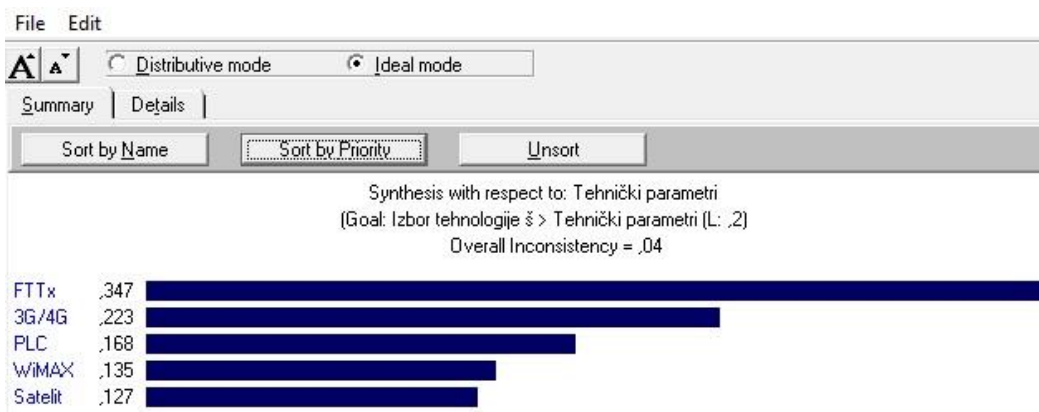 File Edit
A A Distributive mode Ideal mode
Summary Details
Sort by Name Sort by Priority Unsort
Synthesis with respect to: Tehnički parametri
(Goal: Izbor tehnologije š > Tehnički parametri (L: ,2)
Overall Inconsistency = ,04
FTTx ,347
3G/4G ,223
PLC ,168
WiMAX ,135
Satelit ,127